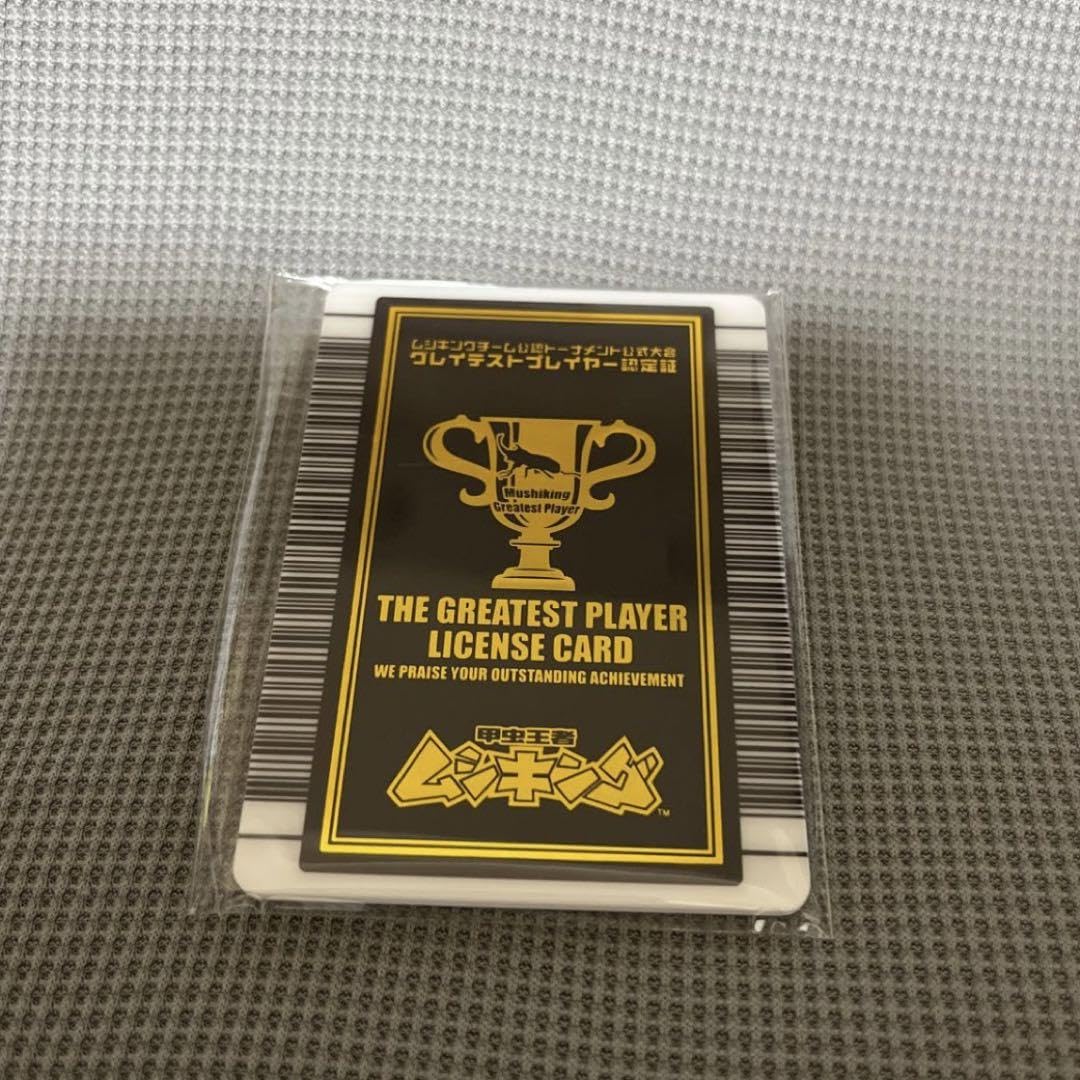 ムシキングチーム公認トーナメント公式大会
グレイテストプレイヤー認定証
Mushiking
Greatest Player
THE GREATEST PLAYER
LICENSE CARD
WE PRAISE YOUR OUTSTANDING ACHIEVEMENT
甲虫王者
ムシキング™